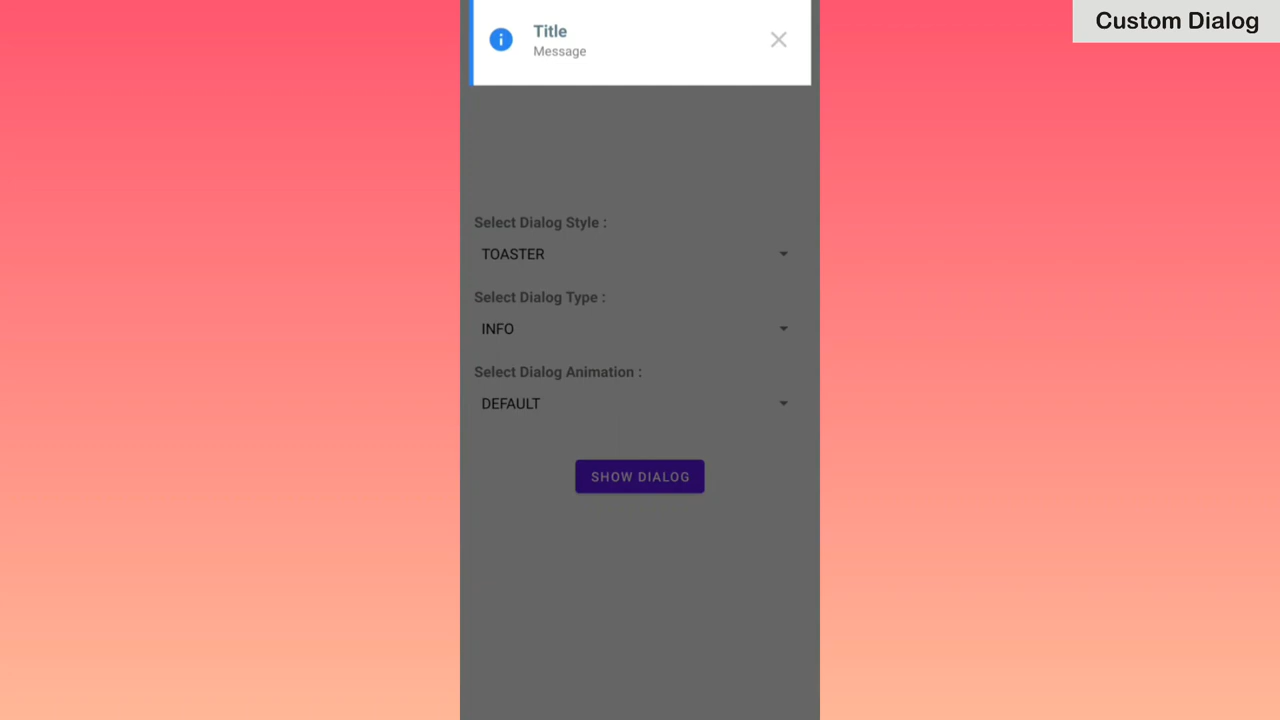 Custom Dialog
Title
Message
Select Dialog Style :
TOASTER
Select Dialog Type :
INFO
Select Dialog Animation :
DEFAULT
SHOW DIALOG